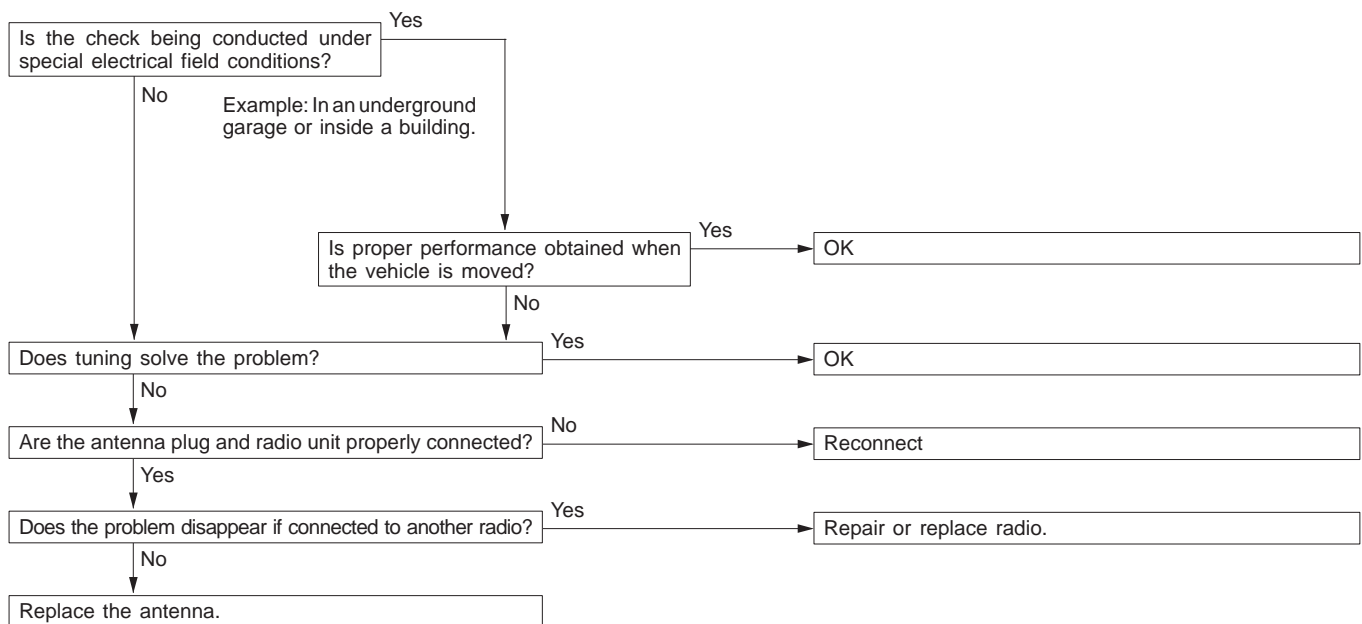 Yes
Is the check being conducted under
special electrical field conditions?
No
Example: In an underground
garage or inside a building.
Yes
Is proper performance obtained when
the vehicle is moved?
OK
No
Yes
Does tuning solve the problem?
OK
No
No
Are the antenna plug and radio unit properly connected?
Reconnect
Yes
Yes
Does the problem disappear if connected to another radio?
Repair or replace radio.
No
Replace the antenna.